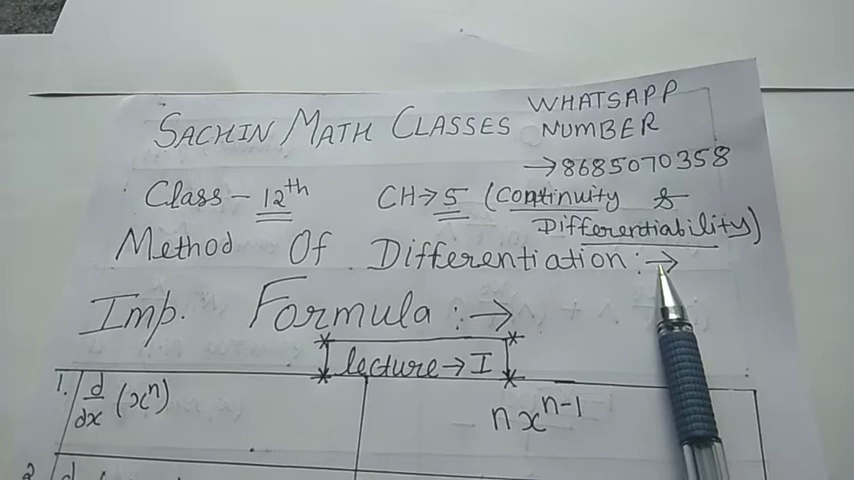 SACHIN MATH CLASSES
WHATSAPP
NUMBER
→8685070358
Class - 12th CH→5 (Continuity &
Differentiability)
Method Of Differentiation:→
Imp. Formula:→
lecture→I
1. d/dx (x^n) nx^(n-1)
2. d